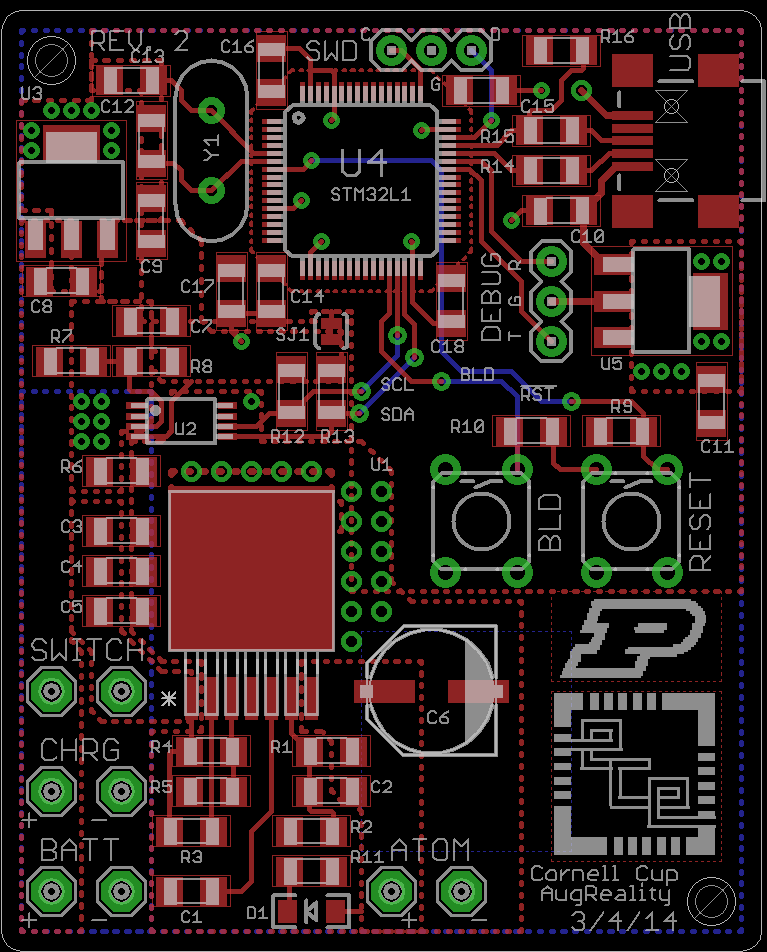 REV. 2
C13
C16
SWD
C
D
R16
USB
U3
C12
G
C15
Y1
U4
STM32L1
R15
R14
C9
C10
C8
C17
C14
DEBUG
R
G
T
C7
SJ1
C18
U5
R7
R8
SCL
BLD
SDA
RST
U2
R12
R13
R10
R9
C11
R6
U1
C3
BLD
RESET
C4
C5
SWITCH
P
*
C6
CHRG
R4
R1
R5
C2
+
-
R3
R2
BATT
R11
ATOM
Cornell Cup
AugReality
3/4/14
C1
D1
+
-
+
-